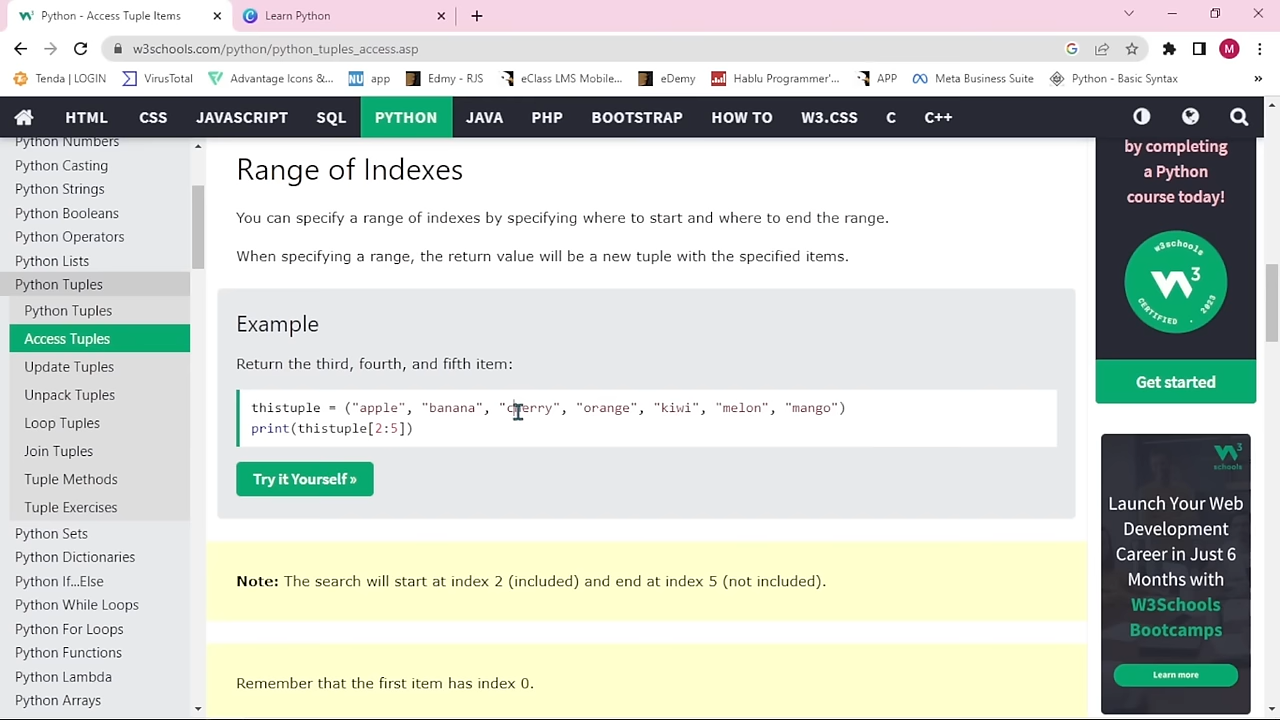 Python - Access Tuple Items
Learn Python
w3schools.com/python/python_tuples_access.asp
M
Tenda | LOGIN
VirusTotal
Advantage Icons &...
NU app
Edmy - RJS
eClass LMS Mobile...
eDemy
Hablu Programmer'...
APP
Meta Business Suite
Python - Basic Syntax
»
HTML
CSS
JAVASCRIPT
SQL
PYTHON
JAVA
PHP
BOOTSTRAP
HOW TO
W3.CSS
C
C++
Python Numbers
Python Casting
Python Strings
Python Booleans
Python Operators
Python Lists
Python Tuples
Python Tuples
Access Tuples
Update Tuples
Unpack Tuples
Loop Tuples
Join Tuples
Tuple Methods
Tuple Exercises
Python Sets
Python Dictionaries
Python If...Else
Python While Loops
Python For Loops
Python Functions
Python Lambda
Python Arrays
Range of Indexes
You can specify a range of indexes by specifying where to start and where to end the range.
When specifying a range, the return value will be a new tuple with the specified items.
Example
Return the third, fourth, and fifth item:
thistuple = ("apple", "banana", "cherry", "orange", "kiwi", "melon", "mango")
print(thistuple[2:5])
Try it Yourself »
Note: The search will start at index 2 (included) and end at index 5 (not included).
Remember that the first item has index 0.
by completing
a Python
course today!
w3schools
W3
CERTIFIED . 2023
Get started
W3
schools
Launch Your Web
Development
Career in Just 6
Months with
W3Schools
Bootcamps
Learn more